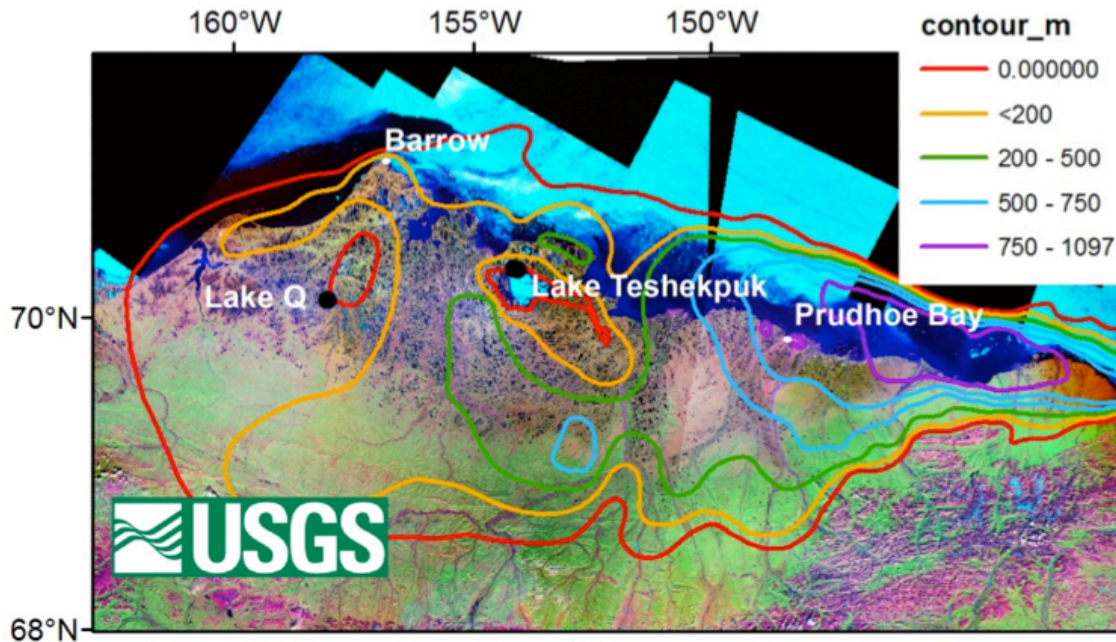 160°W 155°W 150°W
contour_m
0.000000
<200
200 - 500
500 - 750
750 - 1097
Barrow
Lake Q
Lake Teshekpuk
Prudhoe Bay
70°N
USGS
68°N